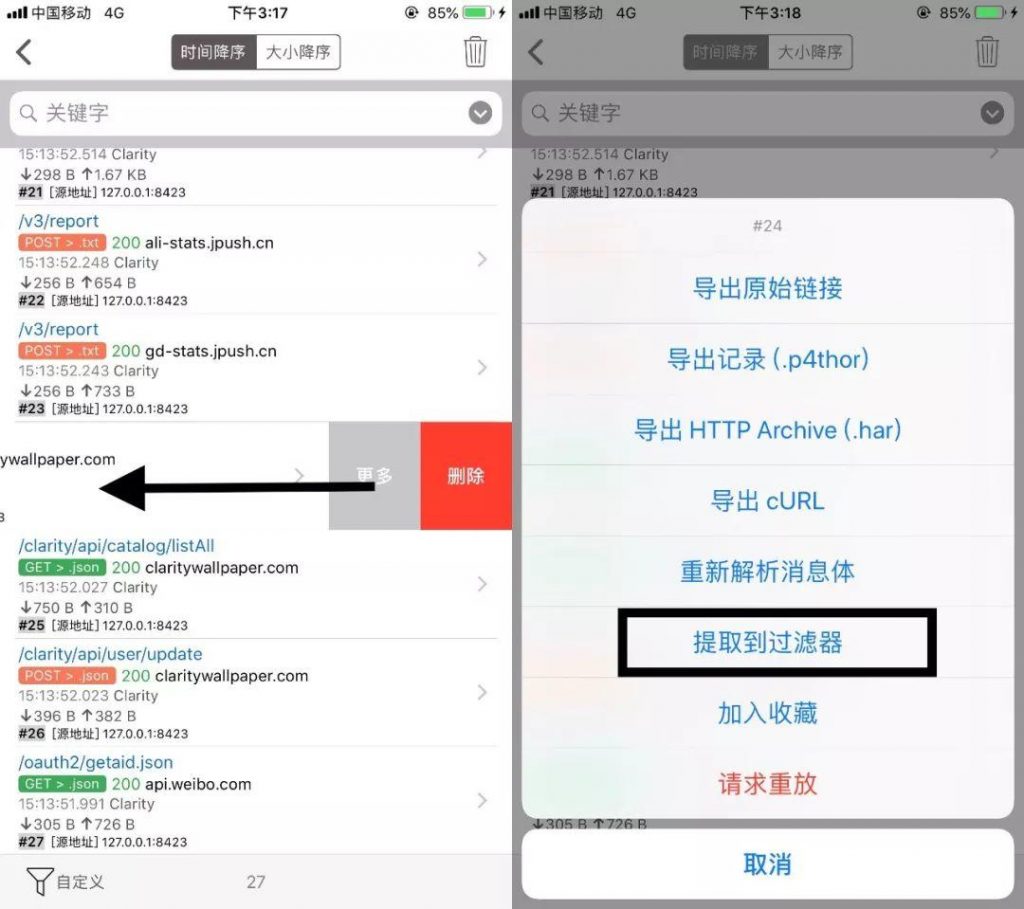 中国移动 4G 下午3:17 85%
时间降序 大小降序
关键字
15:13:52.514 Clarity
↓298 B ↑1.67 KB
#21 [源地址] 127.0.0.1:8423
/v3/report
POST > .txt 200 ali-stats.jpush.cn
15:13:52.248 Clarity
↓256 B ↑654 B
#22 [源地址] 127.0.0.1:8423
/v3/report
POST > .txt 200 gd-stats.jpush.cn
15:13:52.243 Clarity
↓256 B ↑733 B
#23 [源地址] 127.0.0.1:8423
ywallpaper.com
更多 删除
3
/clarity/api/catalog/listAll
GET > .json 200 claritywallpaper.com
15:13:52.027 Clarity
↓750 B ↑310 B
#25 [源地址] 127.0.0.1:8423
/clarity/api/user/update
POST > .json 200 claritywallpaper.com
15:13:52.023 Clarity
↓396 B ↑382 B
#26 [源地址] 127.0.0.1:8423
/oauth2/getaid.json
GET > .json 200 api.weibo.com
15:13:51.991 Clarity
↓305 B ↑726 B
#27 [源地址] 127.0.0.1:8423
自定义 27
中国移动 4G 下午3:18 85%
时间降序 大小降序
关键字
15:13:52.514 Clarity
↓298 B ↑1.67 KB
#21 [源地址] 127.0.0.1:8423
#24
导出原始链接
导出记录 (.p4thor)
导出 HTTP Archive (.har)
导出 cURL
重新解析消息体
提取到过滤器
加入收藏
请求重放
↓305 B ↑726 B
取消